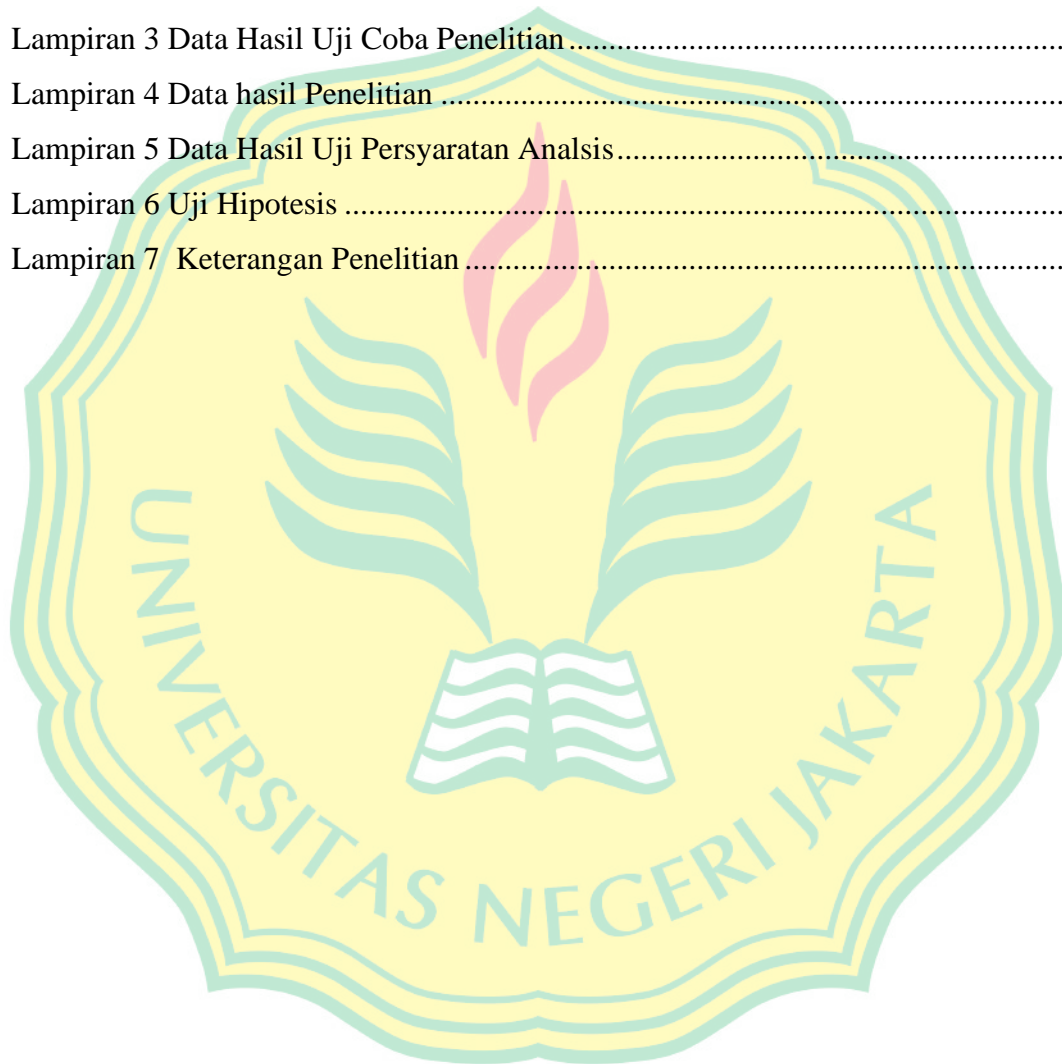 Lampiran 3 Data Hasil Uji Coba Penelitian ..............................................................
Lampiran 4 Data hasil Penelitian ..............................................................................
Lampiran 5 Data Hasil Uji Persyaratan Analsis ........................................................
Lampiran 6 Uji Hipotesis ..........................................................................................
Lampiran 7  Keterangan Penelitian ...........................................................................
UNIVERSITAS NEGERI JAKARTA